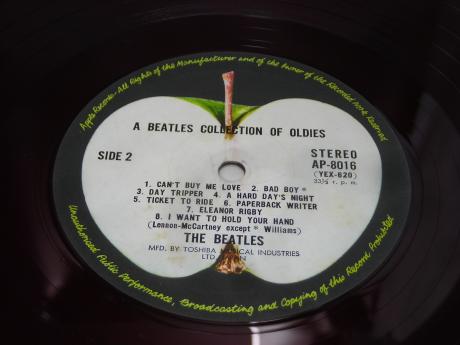 Apple Records - All Rights of the Manufacturer and of the Owner of the Recorded Work Reserved
A BEATLES COLLECTION OF OLDIES
SIDE 2
STEREO
AP-8016
(YEX-620)
33⅓ r. p. m.
1. CAN'T BUY ME LOVE 2. BAD BOY*
3. DAY TRIPPER 4. A HARD DAY'S NIGHT
5. TICKET TO RIDE 6. PAPERBACK WRITER
7. ELEANOR RIGBY
8. I WANT TO HOLD YOUR HAND
(Lennon-McCartney except * Williams)
THE BEATLES
MFD. BY TOSHIBA MUSICAL INDUSTRIES
LTD.
Unauthorized Public Performance, Broadcasting and Copying of this Record Prohibited